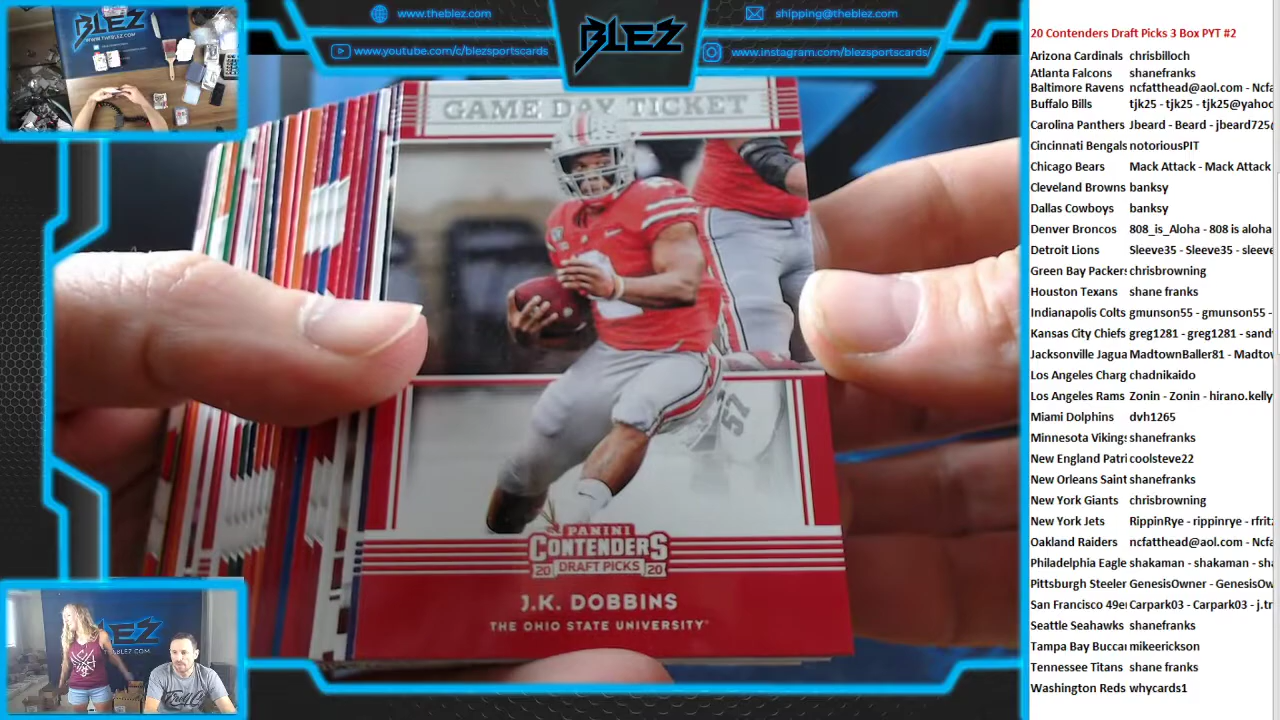 BLEZ
WWW.THEBLEZ.COM
www.theblez.com
www.youtube.com/c/blezsportscards
BLEZ
shipping@theblez.com
www.instagram.com/blezsportscards/
GAME DAY TICKET
57
PANINI
CONTENDERS
20 DRAFT PICKS 20
J.K. DOBBINS
THE OHIO STATE UNIVERSITY
BLEZ
20 Contenders Draft Picks 3 Box PYT #2
Arizona Cardinals chrisbilloch
Atlanta Falcons shanefranks
Baltimore Ravens ncfatthead@aol.com - Ncfa
Buffalo Bills tjk25 - tjk25 - tjk25@yahoo
Carolina Panthers Jbeard - Beard - jbeard725@
Cincinnati Bengals notoriousPIT
Chicago Bears Mack Attack - Mack Attack
Cleveland Browns banksy
Dallas Cowboys banksy
Denver Broncos 808_is_Aloha - 808 is aloha
Detroit Lions Sleeve35 - Sleeve35 - sleeve
Green Bay Packers chrisbrowning
Houston Texans shane franks
Indianapolis Colts gmunson55 - gmunson55 -
Kansas City Chiefs greg1281 - greg1281 - sand
Jacksonville Jagua MadtownBaller81 - Madtov
Los Angeles Charg chadnikaido
Los Angeles Rams Zonin - Zonin - hirano.kelly
Miami Dolphins dvh1265
Minnesota Viking shanefranks
New England Patri coolsteve22
New Orleans Saint shanefranks
New York Giants chrisbrowning
New York Jets RippinRye - rippinrye - rfritz
Oakland Raiders ncfatthead@aol.com - Ncfa
Philadelphia Eagle shakaman - shakaman - sha
Pittsburgh Steeler GenesisOwner - GenesisOw
San Francisco 49er Carpark03 - Carpark03 - j.tr
Seattle Seahawks shanefranks
Tampa Bay Buccan mikeerickson
Tennessee Titans shane franks
Washington Reds whycards1